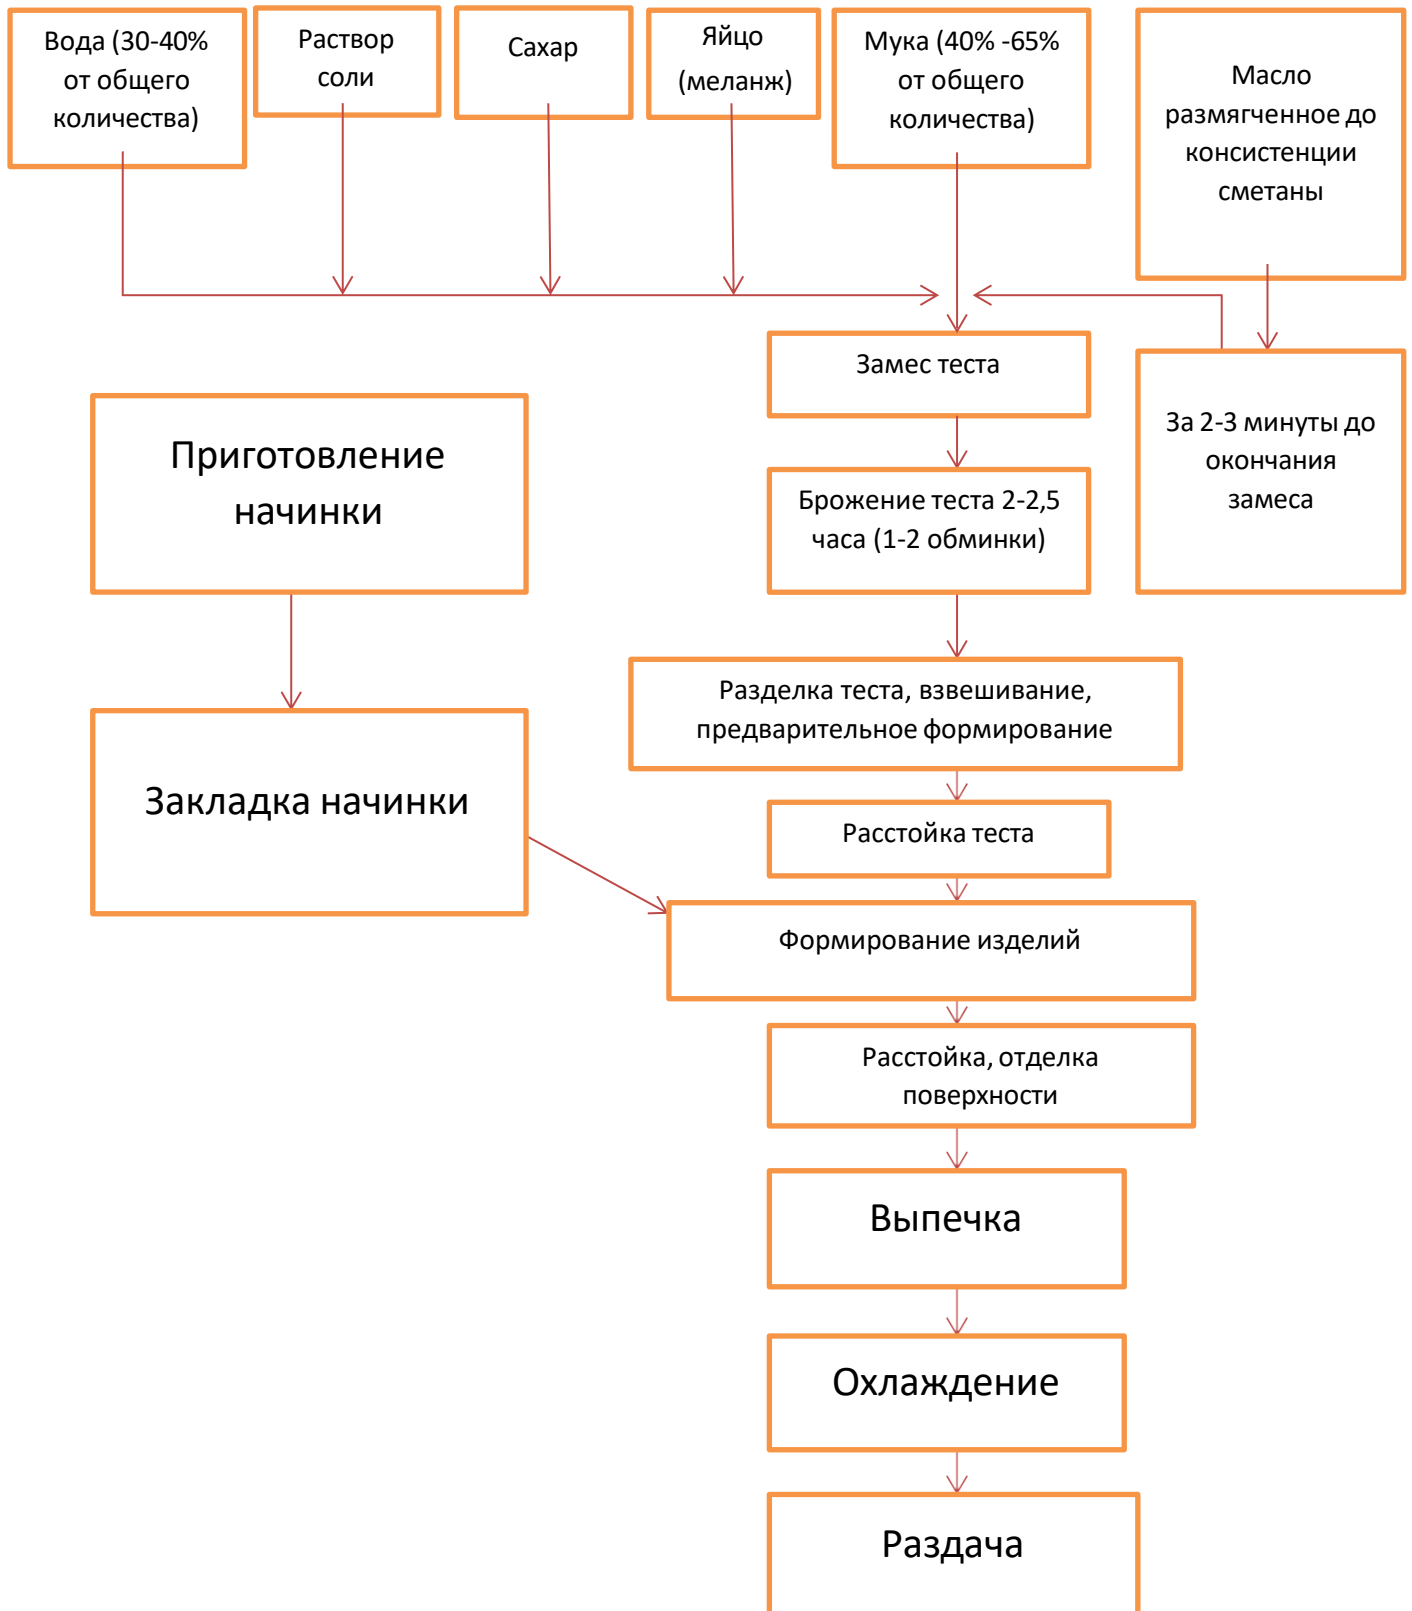 Вода (30-40%
от общего
количества)
Раствор
соли
Сахар
Яйцо
(меланж)
Мука (40% -65%
от общего
количества)
Масло
размягченное до
консистенции
сметаны
Замес теста
За 2-3 минуты до
окончания
замеса
Приготовление
начинки
Брожение теста 2-2,5
часа (1-2 обминки)
Разделка теста, взвешивание,
предварительное формирование
Закладка начинки
Расстойка теста
Формирование изделий
Расстойка, отделка
поверхности
Выпечка
Охлаждение
Раздача